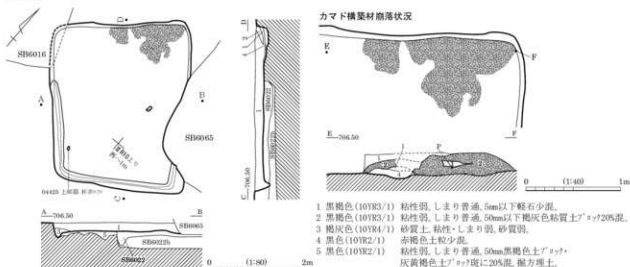 カマド構築材崩落状況
D
SB6016
E
F
A
B
SB6065
SB6022
SB6022b
E
706.50
F
1
P
C
D
C
0 (1:40) 1m
A
706.50
B
SB6065
SB6022b
SB6022
0 (1:80) 2m
1 黒褐色(10YR3/1) 粘性弱、しまり普通。5mm以下軽石少混。
2 黒褐色(10YR3/1) 粘性弱、しまり普通。50mm以下褐灰色粘質土ブロック20%混。
3 褐灰色(10YR4/1) 砂質土。粘性・しまり弱、砂質弱。
4 黒色(10YR2/1) 赤褐色土粒少混。
5 黒色(10YR2/1) 粘性弱、しまり普通。50mm黒褐色土ブロック・
灰黄褐色土ブロック斑に20%混。掘方埋土。